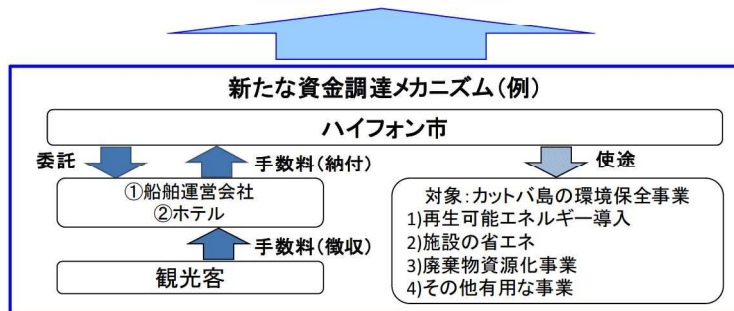 新たな資金調達メカニズム(例)
ハイフォン市
委託
手数料(納付)
使途
①船舶運営会社
②ホテル
手数料(徴収)
観光客
対象:カットバ島の環境保全事業
1)再生可能エネルギー導入
2)施設の省エネ
3)廃棄物資源化事業
4)その他有用な事業